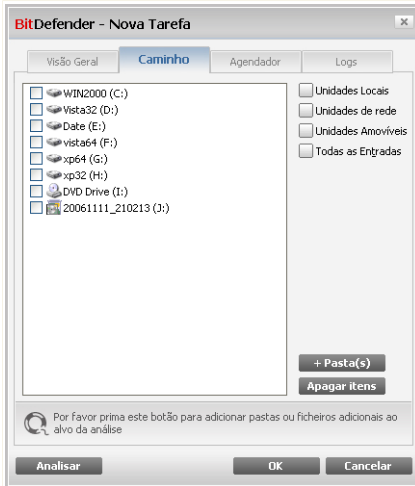 BitDefender - Nova Tarefa
Visão Geral
Caminho
Agendador
Logs
WIN2000 (C:)
Vista32 (D:)
Date (E:)
vista64 (F:)
xp64 (G:)
xp32 (H:)
DVD Drive (I:)
20061111_210213 (J:)
Unidades Locais
Unidades de rede
Unidades Amovíveis
Todas as Entradas
+ Pasta(s)
Apagar itens
Por favor prima este botão para adicionar pastas ou ficheiros adicionais ao
alvo da análise
Analisar
OK
Cancelar